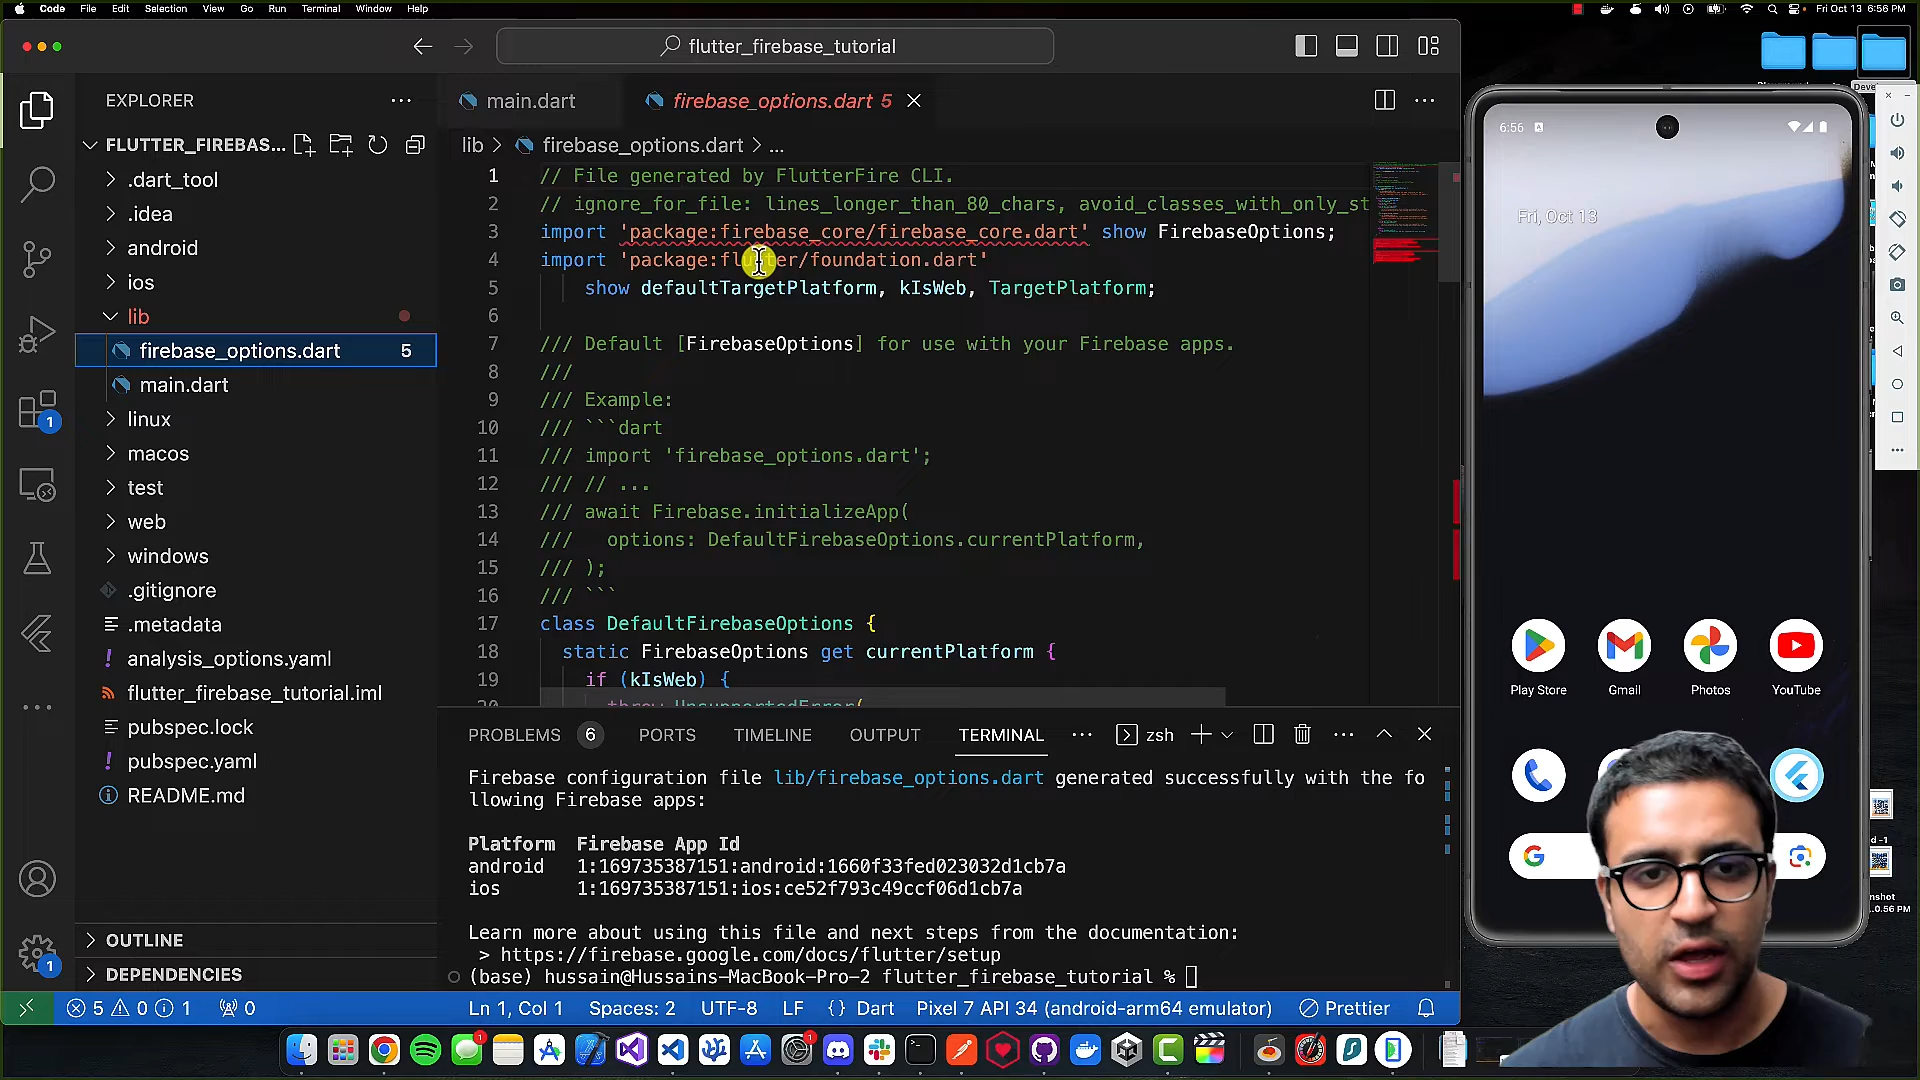 Code File Edit Selection View Go Run Terminal Window Help
Fri Oct 13 6:56 PM
flutter_firebase_tutorial
EXPLORER
FLUTTER_FIREBAS...
.dart_tool
.idea
android
ios
lib
firebase_options.dart 5
main.dart
linux
macos
test
web
windows
.gitignore
.metadata
analysis_options.yaml
flutter_firebase_tutorial.iml
pubspec.lock
pubspec.yaml
README.md
OUTLINE
DEPENDENCIES
1
1
main.dart
firebase_options.dart 5
lib > firebase_options.dart > ...
1 // File generated by FlutterFire CLI.
2 // ignore_for_file: lines_longer_than_80_chars, avoid_classes_with_only_st
3 import 'package:firebase_core/firebase_core.dart' show FirebaseOptions;
4 import 'package:flutter/foundation.dart'
5 show defaultTargetPlatform, kIsWeb, TargetPlatform;
6
7 /// Default [FirebaseOptions] for use with your Firebase apps.
8 ///
9 /// Example:
10 /// ```dart
11 /// import 'firebase_options.dart';
12 /// // ...
13 /// await Firebase.initializeApp(
14 /// options: DefaultFirebaseOptions.currentPlatform,
15 /// );
16 /// ```
17 class DefaultFirebaseOptions {
18 static FirebaseOptions get currentPlatform {
19 if (kIsWeb) {
20 throw UnsupportedError(
PROBLEMS 6 PORTS TIMELINE OUTPUT TERMINAL ... zsh
Firebase configuration file lib/firebase_options.dart generated successfully with the fo
llowing Firebase apps:
Platform Firebase App Id
android 1:169735387151:android:1660f33fed023032d1cb7a
ios 1:169735387151:ios:ce52f793c49ccf06d1cb7a
Learn more about using this file and next steps from the documentation:
> https://firebase.google.com/docs/flutter/setup
(base) hussain@Hussains-MacBook-Pro-2 flutter_firebase_tutorial %
5 0 1 0
Ln 1, Col 1 Spaces: 2 UTF-8 LF {} Dart Pixel 7 API 34 (android-arm64 emulator) Prettier
6:56
Fri, Oct 13
Play Store Gmail Photos YouTube